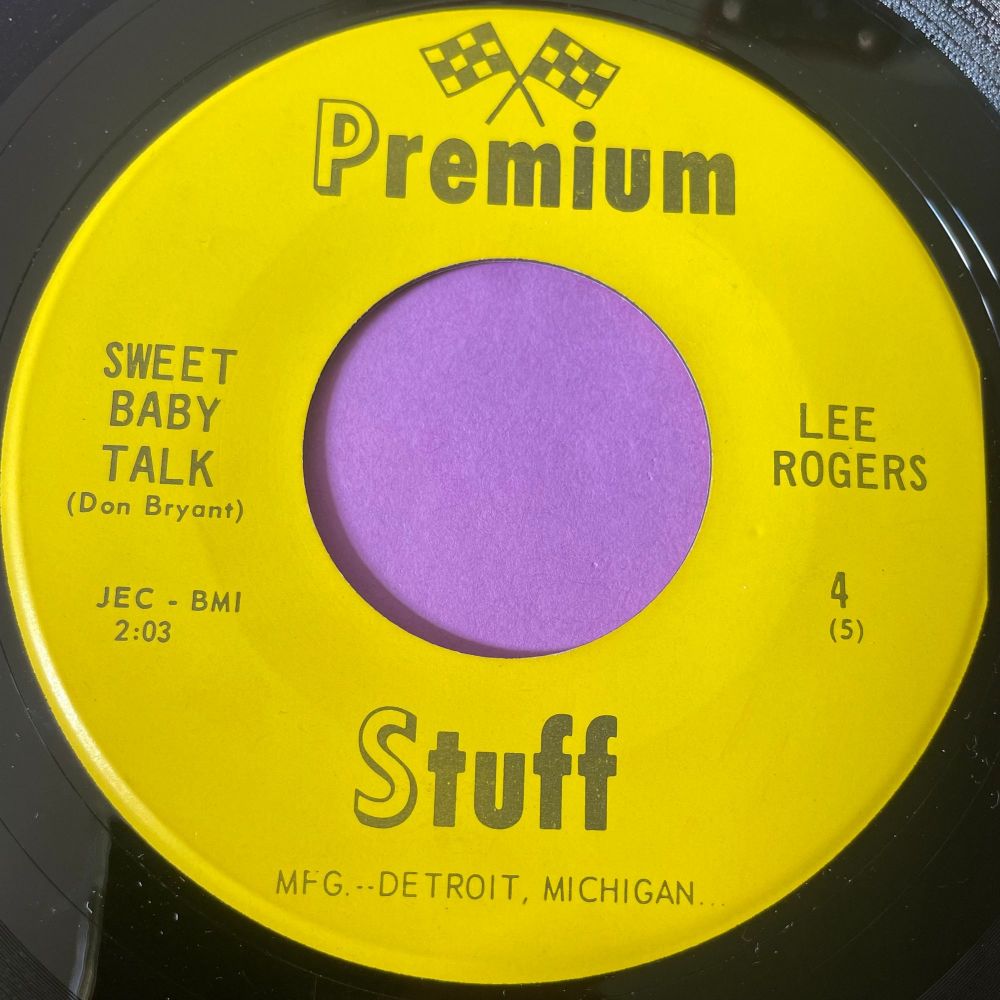 Premium
SWEET
BABY
TALK
(Don Bryant)
JEC - BMI
2:03
LEE
ROGERS
4
(5)
Stuff
MFG.--DETROIT, MICHIGAN...